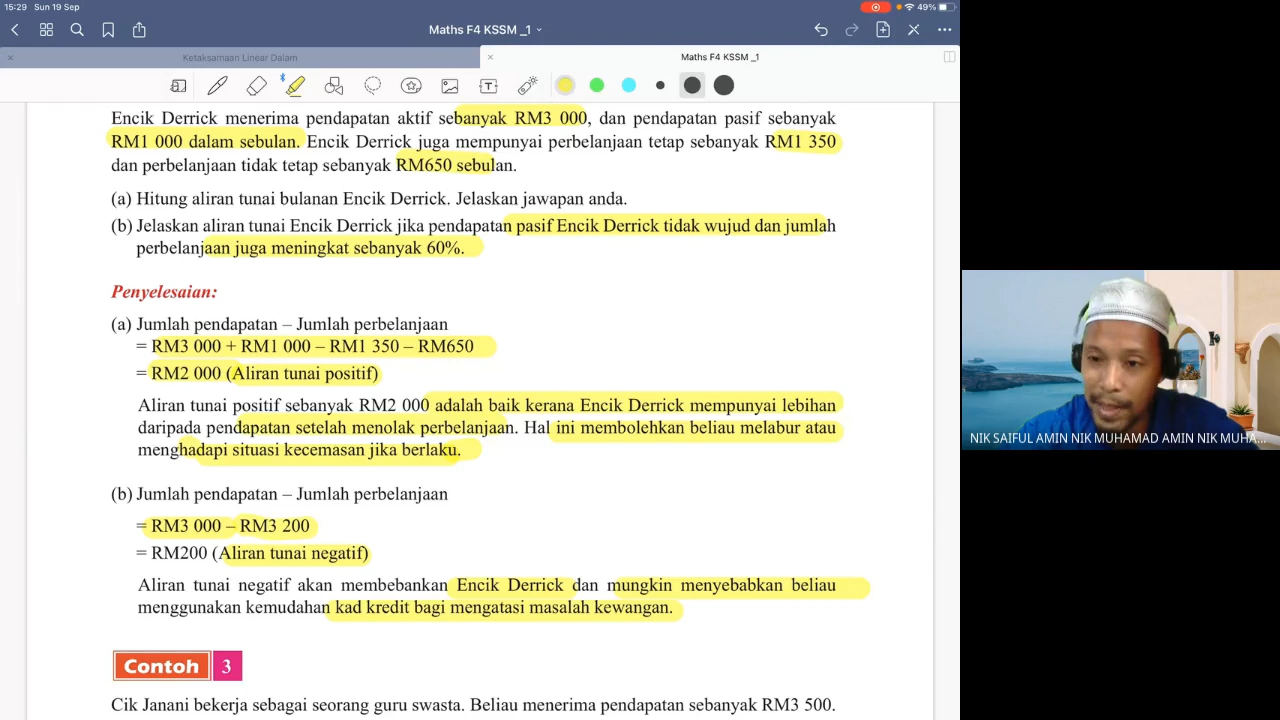 15:29 Sun 19 Sep
49%
Maths F4 KSSM _1
Ketaksamaan Linear Dalam
Maths F4 KSSM _1
Encik Derrick menerima pendapatan aktif sebanyak RM3 000, dan pendapatan pasif sebanyak
RM1 000 dalam sebulan. Encik Derrick juga mempunyai perbelanjaan tetap sebanyak RM1 350
dan perbelanjaan tidak tetap sebanyak RM650 sebulan.
(a) Hitung aliran tunai bulanan Encik Derrick. Jelaskan jawapan anda.
(b) Jelaskan aliran tunai Encik Derrick jika pendapatan pasif Encik Derrick tidak wujud dan jumlah
perbelanjaan juga meningkat sebanyak 60%.
Penyelesaian:
(a) Jumlah pendapatan – Jumlah perbelanjaan
= RM3 000 + RM1 000 – RM1 350 – RM650
= RM2 000 (Aliran tunai positif)
Aliran tunai positif sebanyak RM2 000 adalah baik kerana Encik Derrick mempunyai lebihan
daripada pendapatan setelah menolak perbelanjaan. Hal ini membolehkan beliau melabur atau
menghadapi situasi kecemasan jika berlaku.
(b) Jumlah pendapatan – Jumlah perbelanjaan
= RM3 000 – RM3 200
= RM200 (Aliran tunai negatif)
Aliran tunai negatif akan membebankan Encik Derrick dan mungkin menyebabkan beliau
menggunakan kemudahan kad kredit bagi mengatasi masalah kewangan.
Contoh 3
Cik Janani bekerja sebagai seorang guru swasta. Beliau menerima pendapatan sebanyak RM3 500.
NIK SAIFUL AMIN NIK MUHAMAD AMIN NIK MUHA...